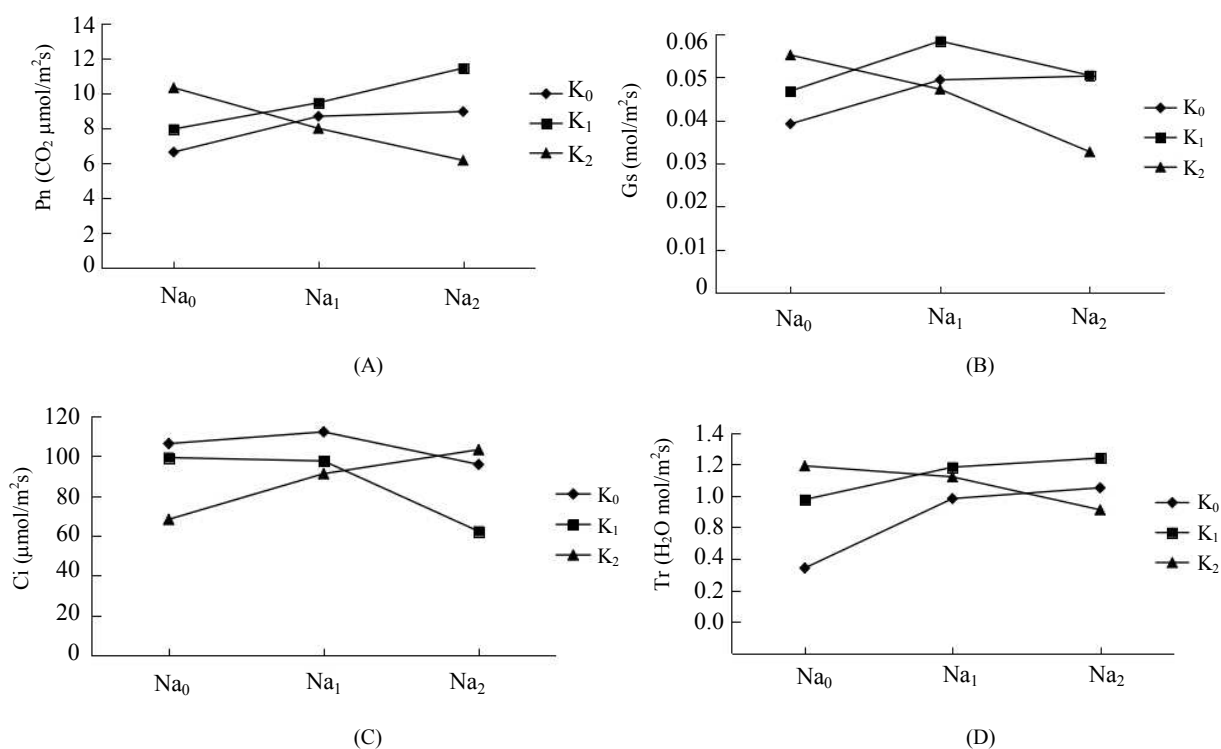 14
12
10
8
6
4
2
0
Pn (CO₂ μmol/m²s)
Na₀
Na₁
Na₂
K₀
K₁
K₂
(A)
0.06
0.05
0.04
0.03
0.02
0.01
0
Gs (mol/m²s)
Na₀
Na₁
Na₂
K₀
K₁
K₂
(B)
120
100
80
60
40
20
0
Ci (μmol/m²s)
Na₀
Na₁
Na₂
K₀
K₁
K₂
(C)
1.4
1.2
1.0
0.8
0.4
0.2
0.0
Tr (H₂O mol/m²s)
Na₀
Na₁
Na₂
K₀
K₁
K₂
(D)